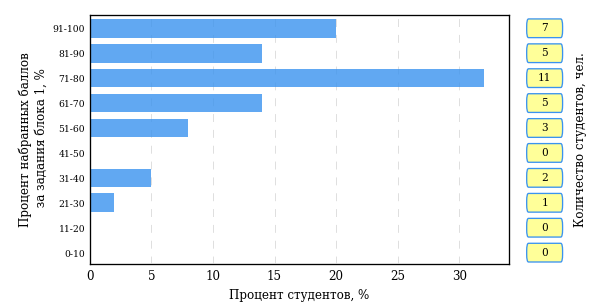 Процент набранных баллов
за задания блока 1, %
91-100 7
81-90 5
71-80 11
61-70 5
51-60 3
41-50 0
31-40 2
21-30 1
11-20 0
0-10 0
Количество студентов, чел.
0 5 10 15 20 25 30
Процент студентов, %